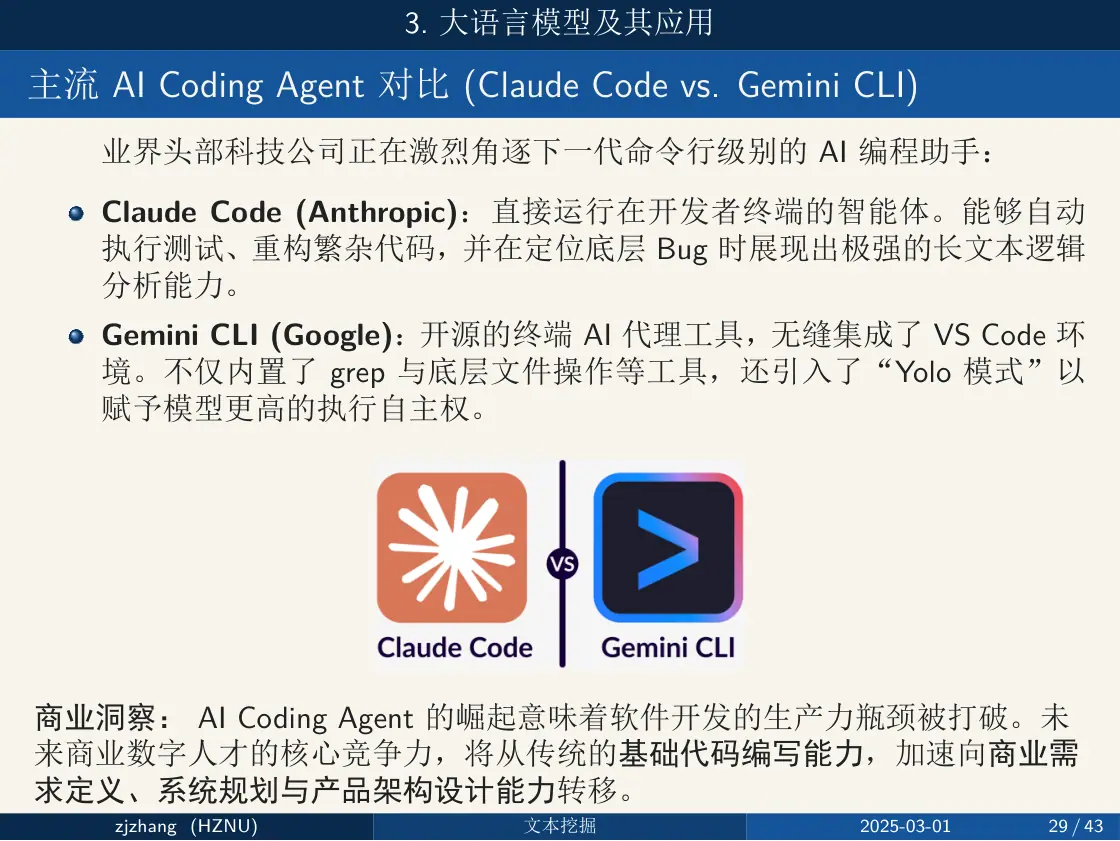 3. 大语言模型及其应用
主流 AI Coding Agent 对比 (Claude Code vs. Gemini CLI)
业界头部科技公司正在激烈角逐下一代命令行级别的 AI 编程助手：
Claude Code (Anthropic)：直接运行在开发者终端的智能体。能够自动
执行测试、重构繁杂代码，并在定位底层 Bug 时展现出极强的长文本逻辑
分析能力。
Gemini CLI (Google)：开源的终端 AI 代理工具，无缝集成了 VS Code 环
境。不仅内置了 grep 与底层文件操作等工具，还引入了“Yolo 模式”以
赋予模型更高的执行自主权。
VS
Claude Code
Gemini CLI
商业洞察： AI Coding Agent 的崛起意味着软件开发的生产力瓶颈被打破。未
来商业数字人才的核心竞争力，将从传统的基础代码编写能力，加速向商业需
求定义、系统规划与产品架构设计能力转移。
zjzhang (HZNU)
文本挖掘
2025-03-01
29 / 43